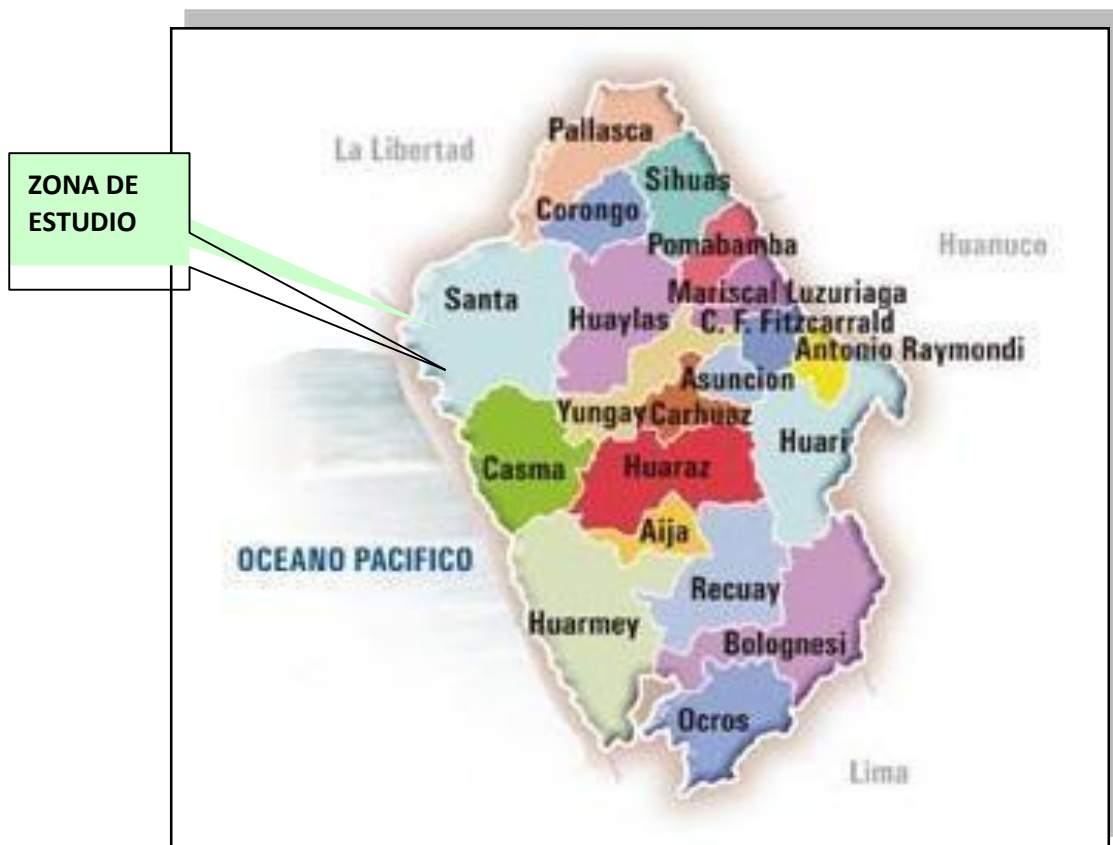 ZONA DE
ESTUDIO
La Libertad
Pallasca
Sihuas
Corongo
Pomabamba
Huanuco
Santa
Huaylas
Mariscal Luzuriaga
C. F. Fitzcarrald
Antonio Raymondi
Asuncion
Yungay
Carhuaz
Huari
Casma
Huaraz
Aija
OCEANO PACIFICO
Recuay
Huarmey
Bolognesi
Ocros
Lima